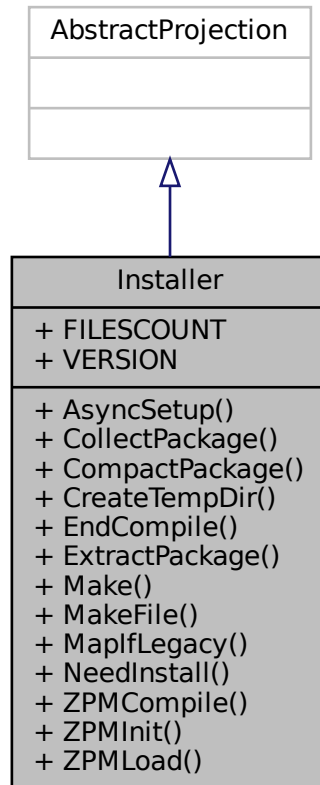 AbstractProjection
Installer
+ FILESCOUNT
+ VERSION
+ AsyncSetup()
+ CollectPackage()
+ CompactPackage()
+ CreateTempDir()
+ EndCompile()
+ ExtractPackage()
+ Make()
+ MakeFile()
+ MapIfLegacy()
+ NeedInstall()
+ ZPMCompile()
+ ZPMInit()
+ ZPMLoad()